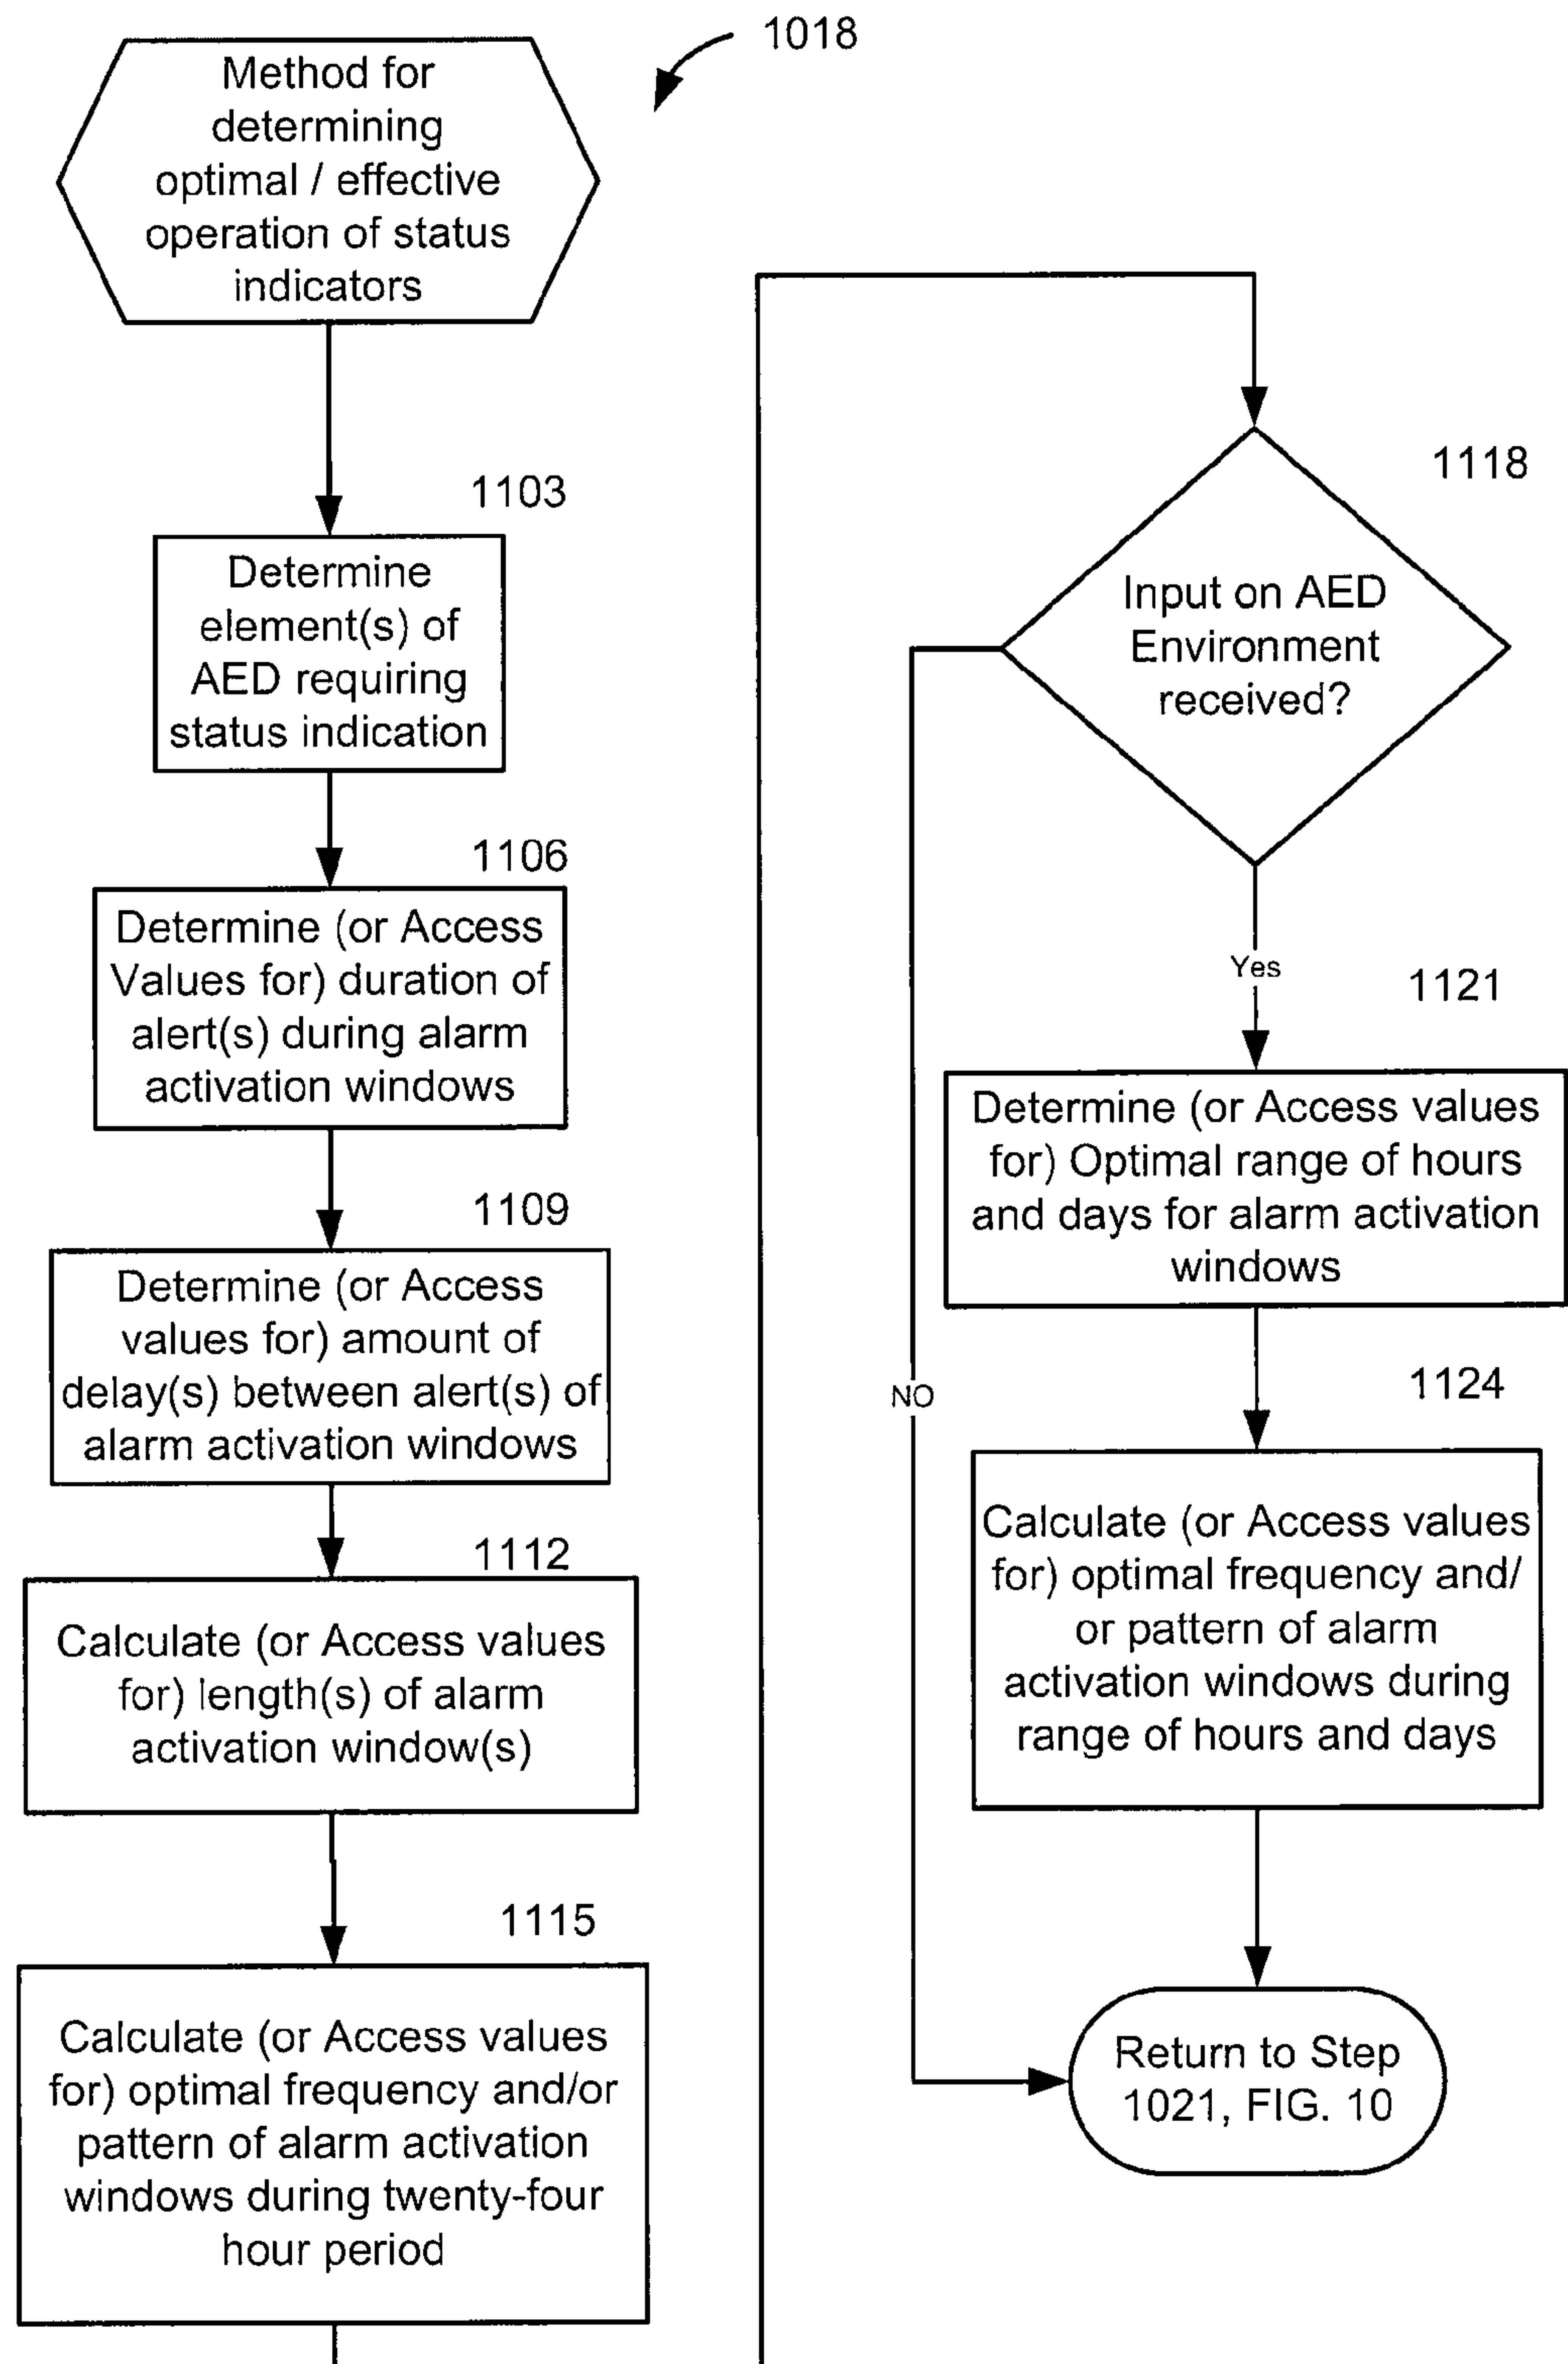 1018
Method for
determining
optimal / effective
operation of status
indicators
1103
Determine
element(s) of
AED requiring
status indication
1106
Determine (or Access
Values for) duration of
alert(s) during alarm
activation windows
1109
Determine (or Access
values for) amount of
delay(s) between alert(s) of
alarm activation windows
1112
Calculate (or Access values
for) length(s) of alarm
activation window(s)
1115
Calculate (or Access values
for) optimal frequency and/or
pattern of alarm activation
windows during twenty-four
hour period
1118
Input on AED
Environment
received?
Yes
NO
1121
Determine (or Access values
for) Optimal range of hours
and days for alarm activation
windows
1124
Calculate (or Access values
for) optimal frequency and/
or pattern of alarm
activation windows during
range of hours and days
Return to Step
1021, FIG. 10